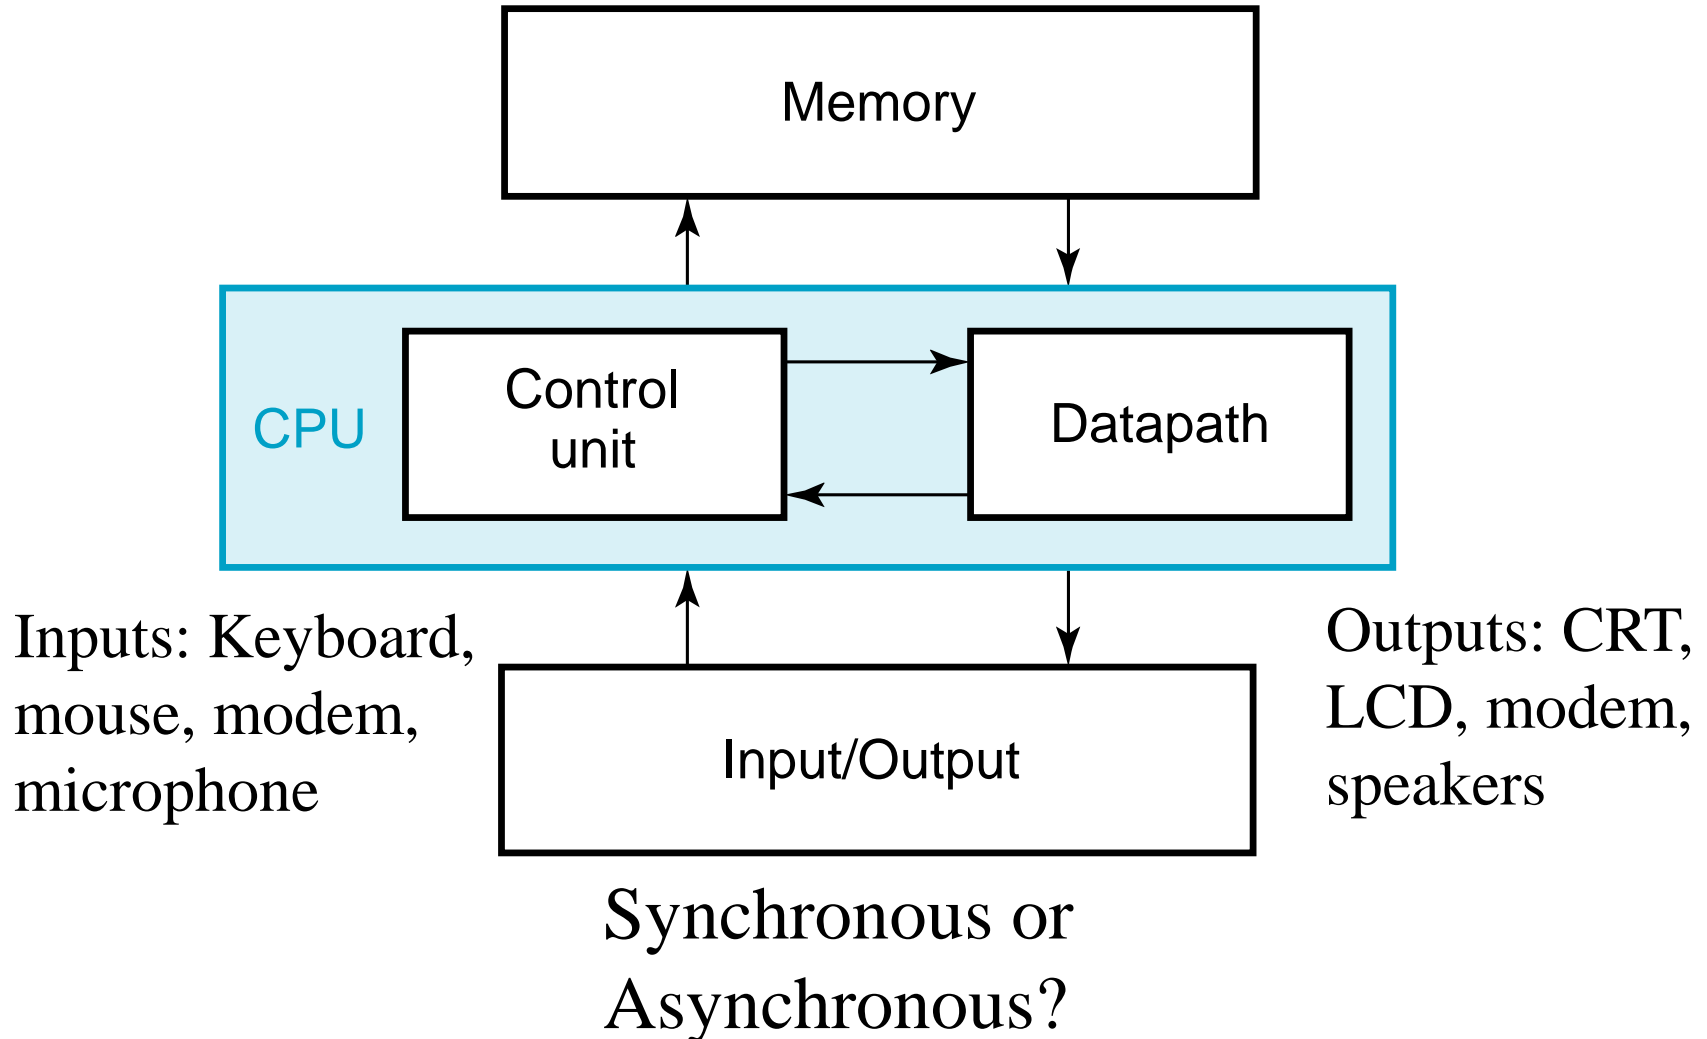 Memory
CPU
Control
unit
Datapath
Inputs: Keyboard,
mouse, modem,
microphone
Outputs: CRT,
LCD, modem,
speakers
Input/Output
Synchronous or
Asynchronous?